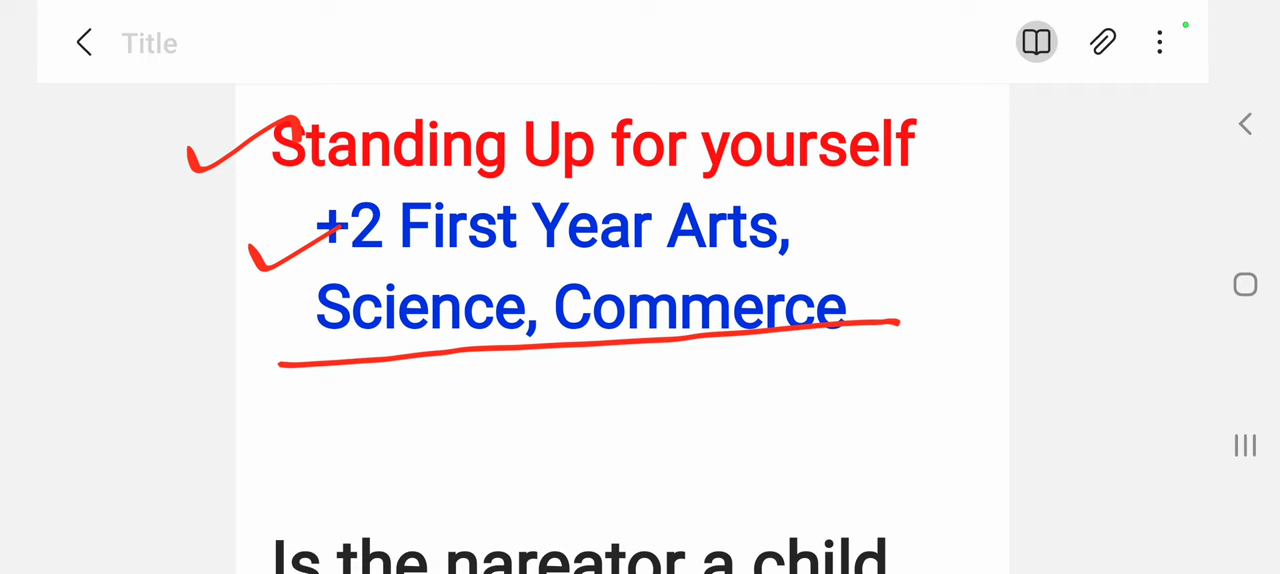 Title
Standing Up for yourself
+2 First Year Arts,
Science, Commerce
Is the nareator a child